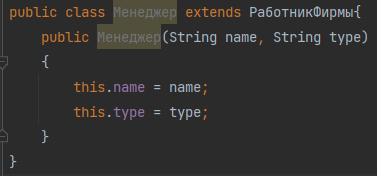 public class Менеджер extends РаботникФирмы{
public Менеджер(String name, String type)
{
this.name = name;
this.type = type;
}
}